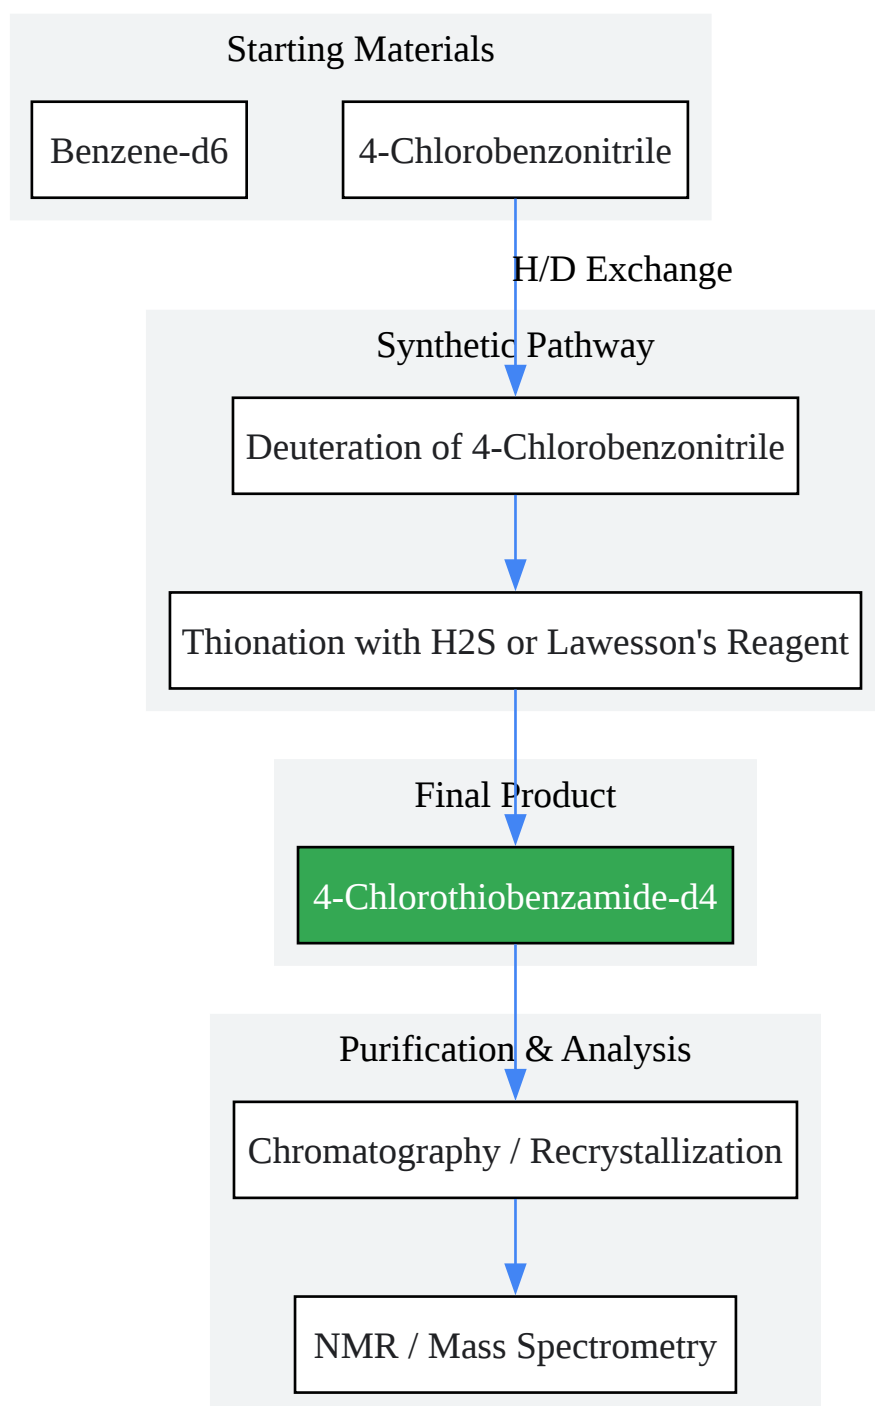 Starting Materials
Benzene-d6
4-Chlorobenzonitrile
H/D Exchange
Synthetic Pathway
Deuteration of 4-Chlorobenzonitrile
Thionation with H2S or Lawesson's Reagent
Final Product
4-Chlorothiobenzamide-d4
Purification & Analysis
Chromatography / Recrystallization
NMR / Mass Spectrometry